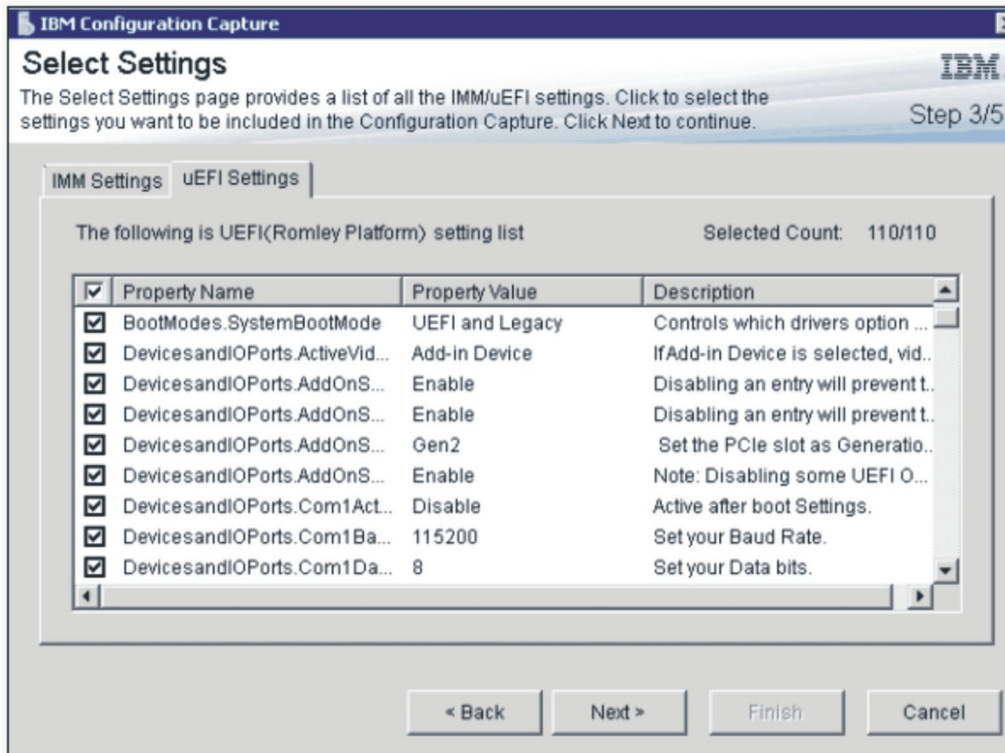 IBM Configuration Capture
Select Settings
IBM
The Select Settings page provides a list of all the IMM/uEFI settings. Click to select the
settings you want to be included in the Configuration Capture. Click Next to continue.
Step 3/5
IMM Settings uEFI Settings
The following is UEFI(Romley Platform) setting list Selected Count: 110/110
Property Name Property Value Description
BootModes.SystemBootMode UEFI and Legacy Controls which drivers option ...
DevicesandIOPorts.ActiveVid... Add-in Device If Add-in Device is selected, vid..
DevicesandIOPorts.AddOnS... Enable Disabling an entry will prevent t..
DevicesandIOPorts.AddOnS... Enable Disabling an entry will prevent t..
DevicesandIOPorts.AddOnS... Gen2 Set the PCIe slot as Generatio..
DevicesandIOPorts.AddOnS... Enable Note: Disabling some UEFI O...
DevicesandIOPorts.Com1Act... Disable Active after boot Settings.
DevicesandIOPorts.Com1Ba... 115200 Set your Baud Rate.
DevicesandIOPorts.Com1Da... 8 Set your Data bits.
< Back Next > Finish Cancel